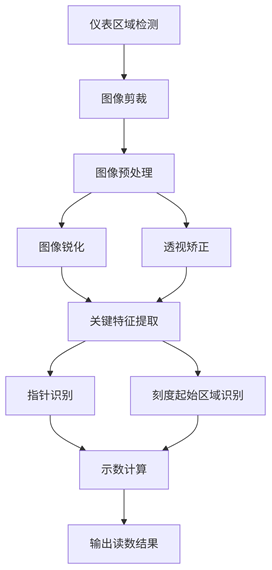 仪表区域检测
图像剪裁
图像预处理
图像锐化
透视矫正
关键特征提取
指针识别
刻度起始区域识别
示数计算
输出读数结果